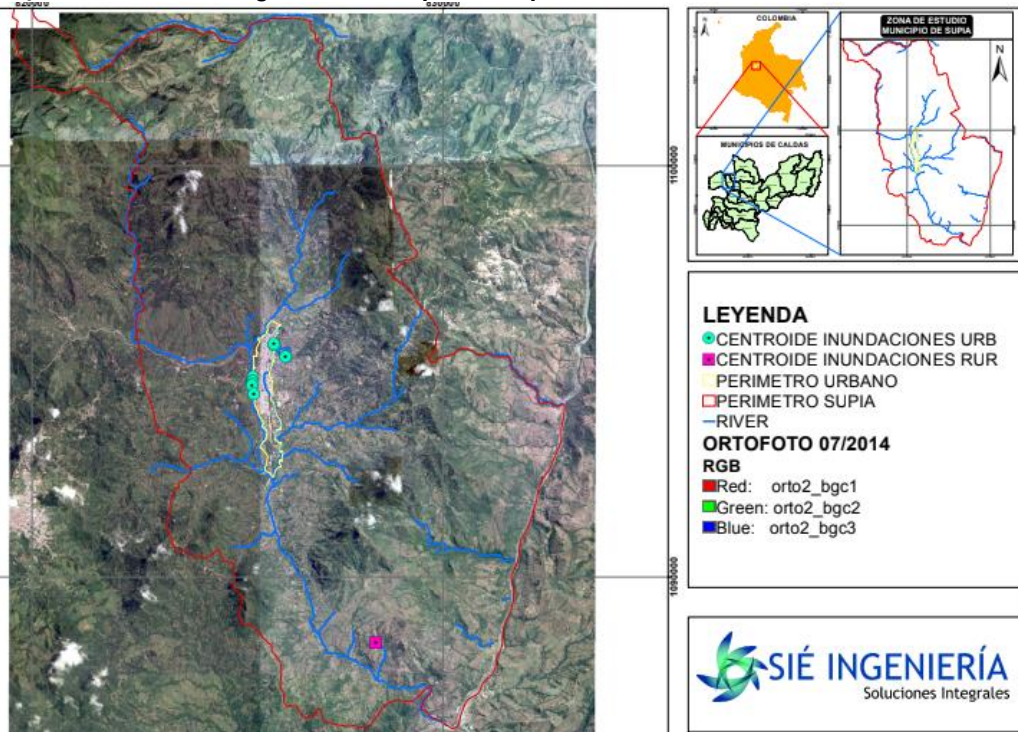 COLOMBIA
N
ZONA DE ESTUDIO
MUNICIPIO DE SUPIA
N
MUNICIPIOS DE CALDAS
1100000
1090000
LEYENDA
CENTROIDE INUNDACIONES URB
CENTROIDE INUNDACIONES RUR
PERIMETRO URBANO
PERIMETRO SUPIA
RIVER
ORTOFOTO 07/2014
RGB
Red: orto2_bgc1
Green: orto2_bgc2
Blue: orto2_bgc3
SIÉ INGENIERÍA
Soluciones Integrales